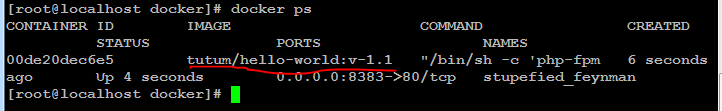 [root@localhost docker]# docker ps
CONTAINER ID IMAGE COMMAND CREATED
STATUS PORTS NAMES
00de20dec6e5 tutum/hello-world:v-1.1 "/bin/sh -c 'php-fpm 6 seconds
ago Up 4 seconds 0.0.0.0:8383->80/tcp stupefied_feynman
[root@localhost docker]#